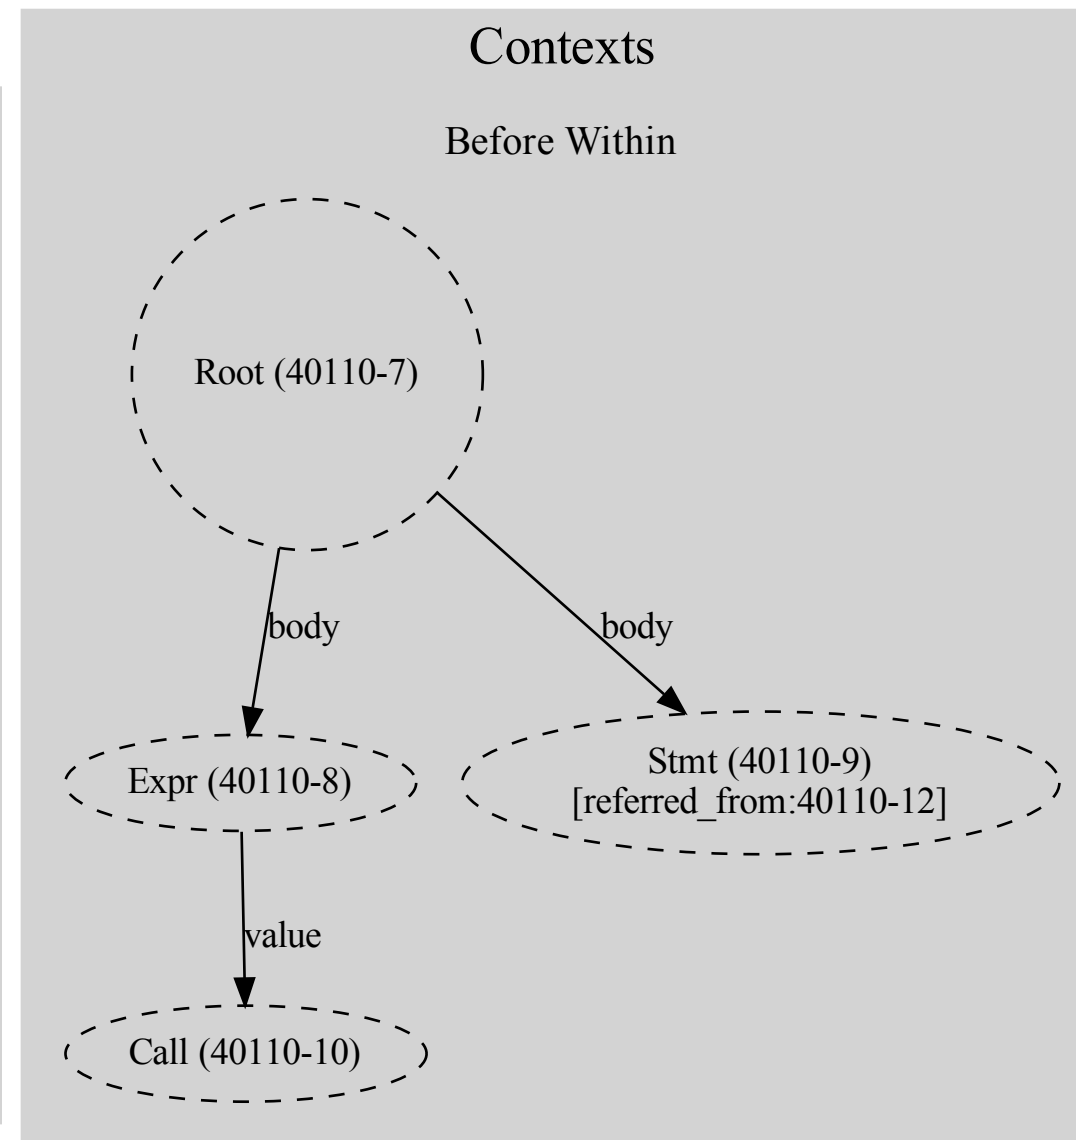 Contexts
Before Within
Root (40110-7)
body
body
Expr (40110-8)
Stmt (40110-9)
[referred_from:40110-12]
value
Call (40110-10)